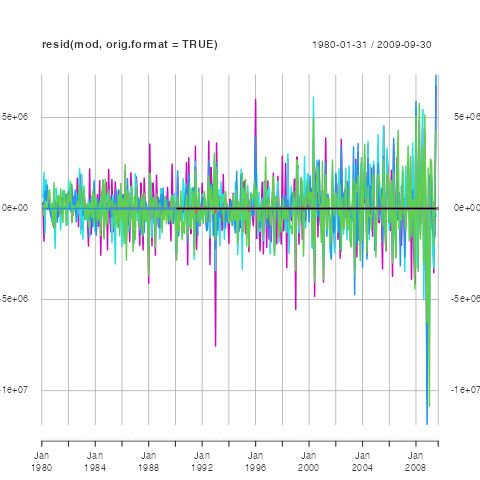 resid(mod, orig.format = TRUE) 1980-01-31 / 2009-09-30
5e+06 5e+06
0e+00 0e+00
-5e+06 -5e+06
-1e+07 -1e+07
Jan Jan Jan Jan Jan Jan Jan Jan
1980 1984 1988 1992 1996 2000 2004 2008